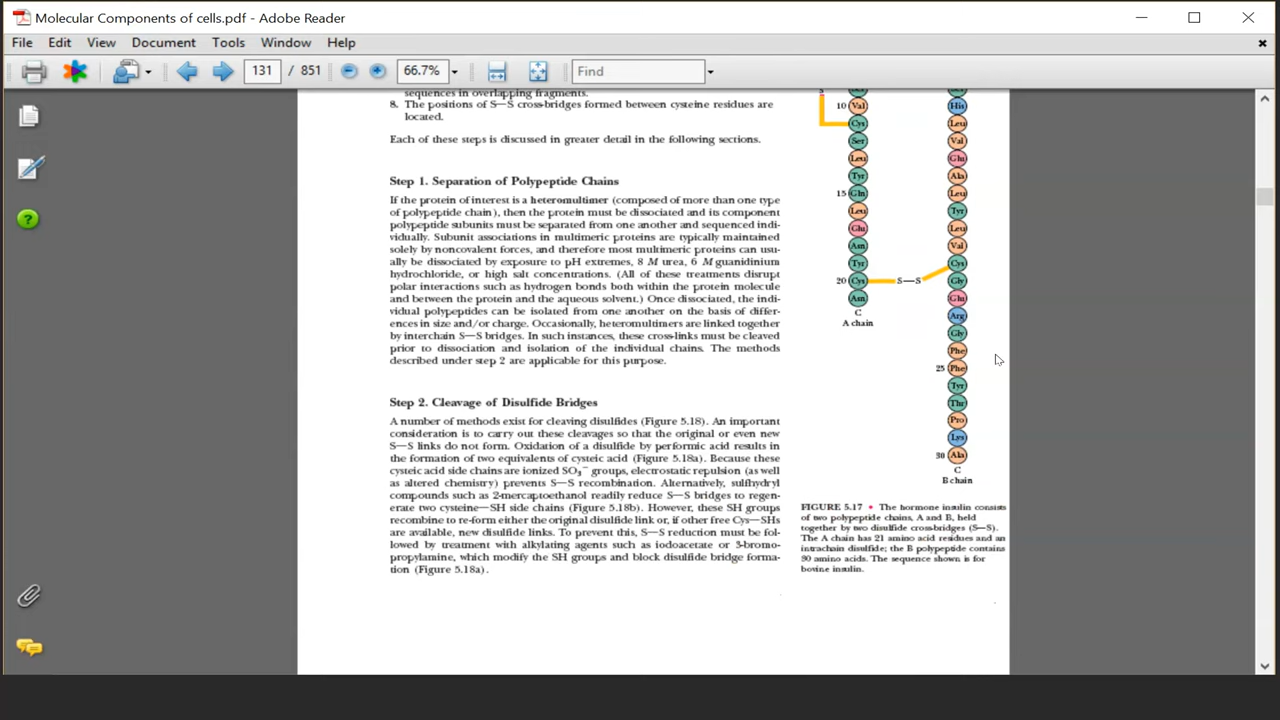 Molecular Components of cells.pdf - Adobe Reader
File Edit View Document Tools Window Help
131 / 851 66.7% Find
sequences in overlapping fragments.
8. The positions of S—S cross-bridges formed between cysteine residues are
located.
Each of these steps is discussed in greater detail in the following sections.
Step 1. Separation of Polypeptide Chains
If the protein of interest is a heteromultimer (composed of more than one type
of polypeptide chain), then the protein must be dissociated and its component
polypeptide subunits must be separated from one another and sequenced indi-
vidually. Subunit associations in multimeric proteins are typically maintained
solely by noncovalent forces, and therefore most multimeric proteins can usu-
ally be dissociated by exposure to pH extremes, 8 M urea, 6 M guanidinium
hydrochloride, or high salt concentrations. (All of these treatments disrupt
polar interactions such as hydrogen bonds both within the protein molecule
and between the protein and the aqueous solvent.) Once dissociated, the indi-
vidual polypeptides can be isolated from one another on the basis of differ-
ences in size and/or charge. Occasionally, heteromultimers are linked together
by interchain S—S bridges. In such instances, these cross-links must be cleaved
prior to dissociation and isolation of the individual chains. The methods
described under step 2 are applicable for this purpose.
Step 2. Cleavage of Disulfide Bridges
A number of methods exist for cleaving disulfides (Figure 5.18). An important
consideration is to carry out these cleavages so that the original or even new
S—S links do not form. Oxidation of a disulfide by performic acid results in
the formation of two equivalents of cysteic acid (Figure 5.18a). Because these
cysteic acid side chains are ionized SO₃⁻ groups, electrostatic repulsion (as well
as altered chemistry) prevents S—S recombination. Alternatively, sulfhydryl
compounds such as 2-mercaptoethanol readily reduce S—S bridges to regen-
erate two cysteine—SH side chains (Figure 5.18b). However, these SH groups
recombine to re-form either the original disulfide link or, if other free Cys—SHs
are available, new disulfide links. To prevent this, S—S reduction must be fol-
lowed by treatment with alkylating agents such as iodoacetate or 3-bromo-
propylamine, which modify the SH groups and block disulfide bridge forma-
tion (Figure 5.18a).
10 Val
Cys
Ser
Leu
Tyr
15 Gln
Leu
Glu
Asn
Tyr
20 Cys S—S
Asn
C
A chain
His
Leu
Val
Glu
Ala
Leu
Tyr
Leu
Val
Cys
Gly
Glu
Arg
Gly
Phe
25 Phe
Tyr
Thr
Pro
Lys
30 Ala
C
B chain
FIGURE 5.17 • The hormone insulin consists
of two polypeptide chains, A and B, held
together by two disulfide cross-bridges (S—S).
The A chain has 21 amino acid residues and an
intrachain disulfide; the B polypeptide contains
30 amino acids. The sequence shown is for
bovine insulin.